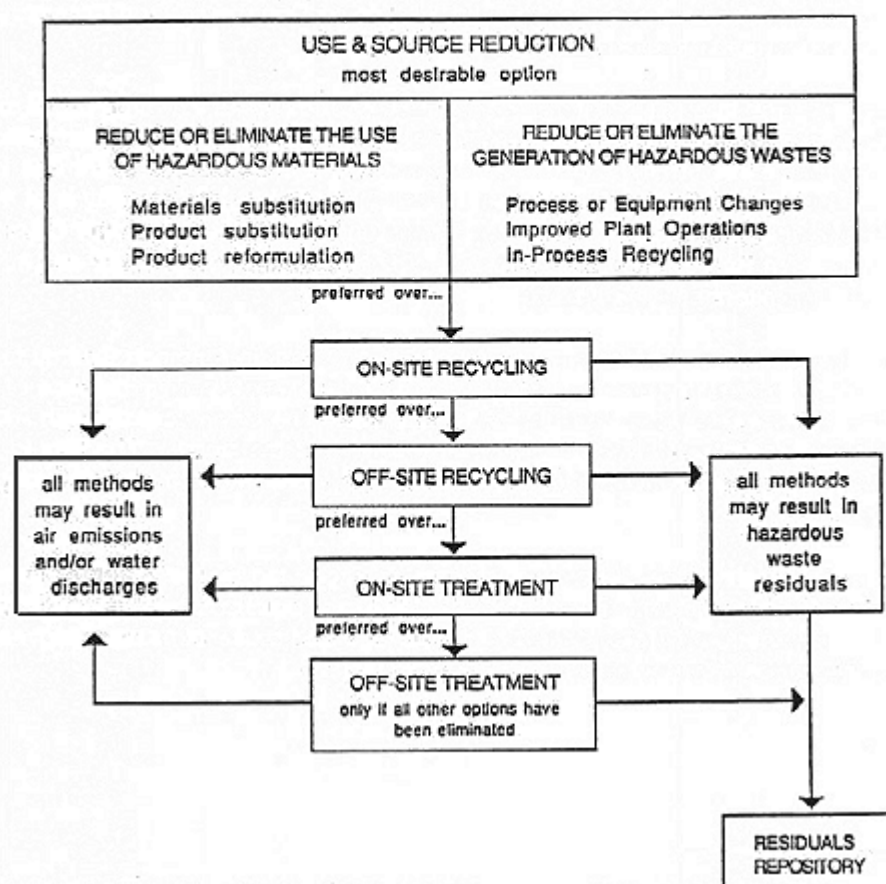 USE & SOURCE REDUCTION
most desirable option
REDUCE OR ELIMINATE THE USE
OF HAZARDOUS MATERIALS
Materials substitution
Product substitution
Product reformulation
REDUCE OR ELIMINATE THE
GENERATION OF HAZARDOUS WASTES
Process or Equipment Changes
Improved Plant Operations
In-Process Recycling
preferred over...
ON-SITE RECYCLING
preferred over...
OFF-SITE RECYCLING
preferred over...
ON-SITE TREATMENT
preferred over...
OFF-SITE TREATMENT
only if all other options have
been eliminated
all methods
may result in
air emissions
and/or water
discharges
all methods
may result in
hazardous
waste
residuals
RESIDUALS
REPOSITORY